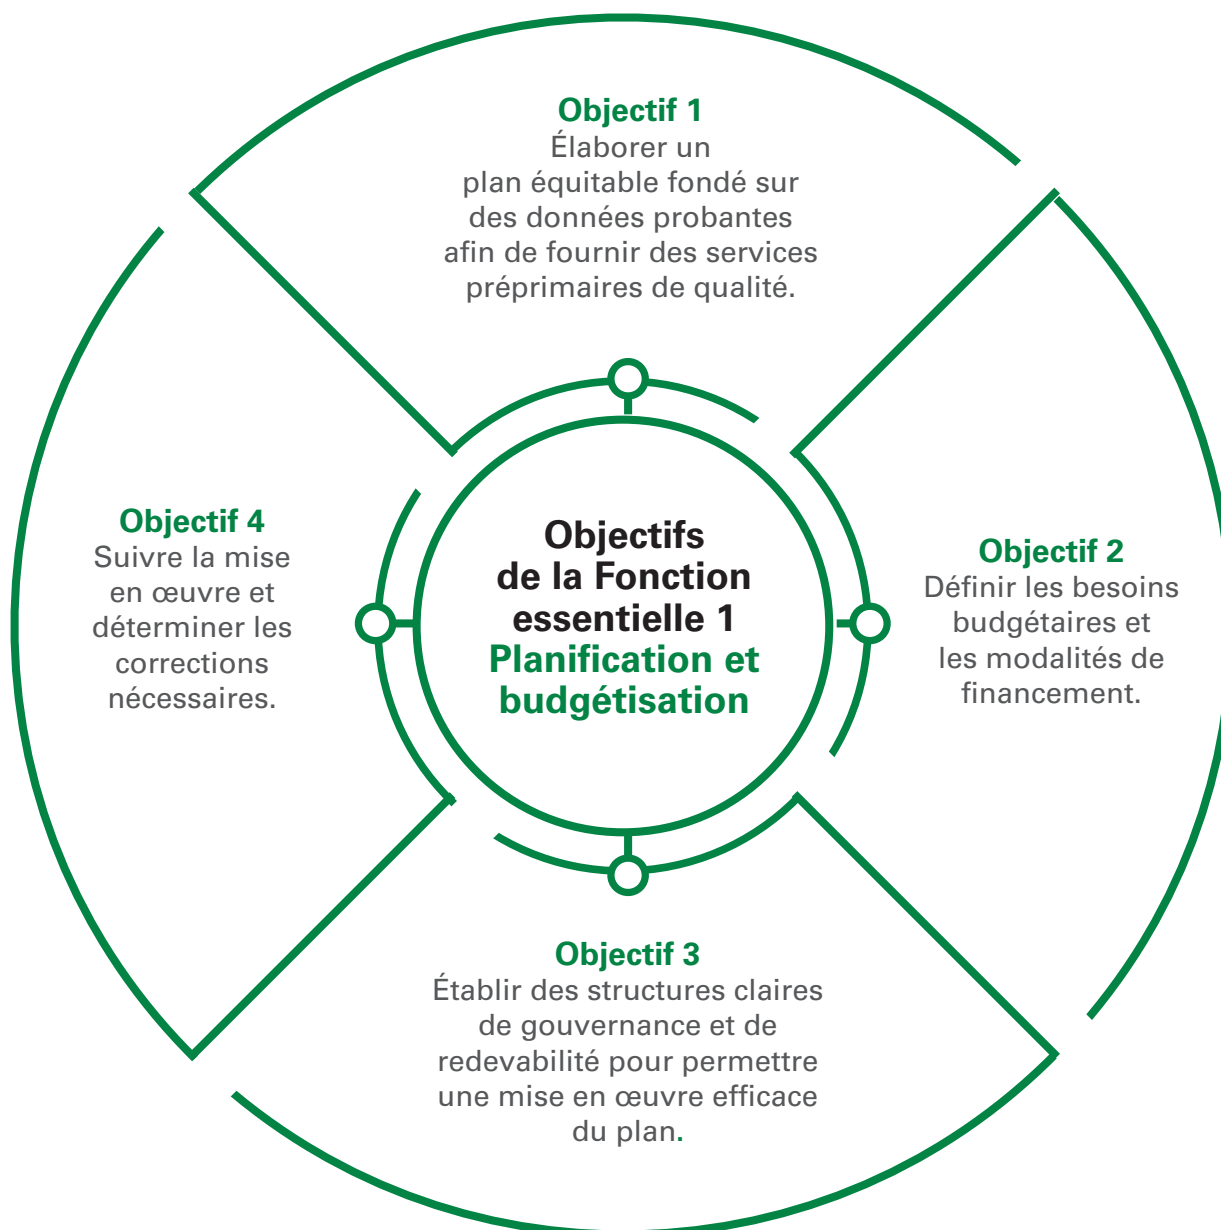 Objectif 1
Élaborer un
plan équitable fondé sur
des données probantes
afin de fournir des services
préprimaires de qualité.
Objectif 4
Suivre la mise
en œuvre et
déterminer les
corrections
nécessaires.
Objectifs
de la Fonction
essentielle 1
Planification et
budgétisation
Objectif 2
Définir les besoins
budgétaires et
les modalités de
financement.
Objectif 3
Établir des structures claires
de gouvernance et de
redevabilité pour permettre
une mise en œuvre efficace
du plan.